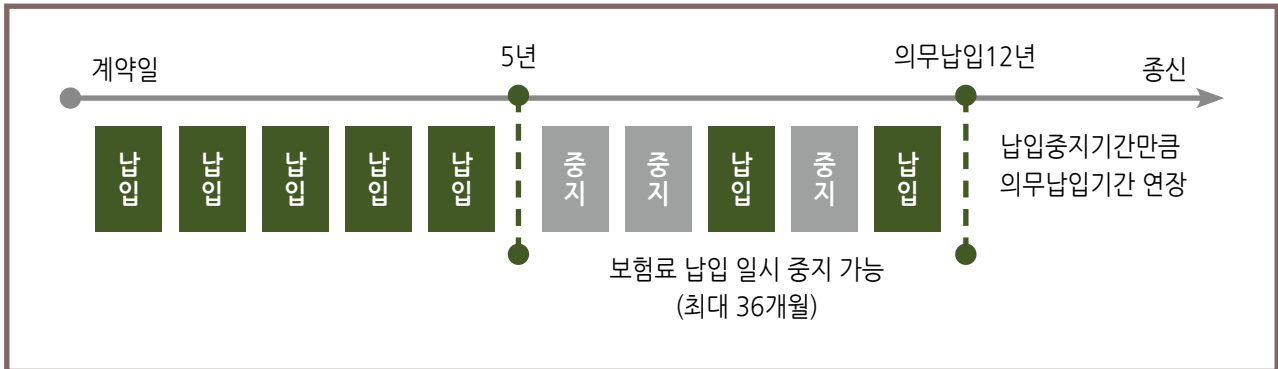 계약일
5년
의무납입12년
종신
납입
납입
납입
납입
납입
중지
중지
납입
중지
납입
납입중지기간만큼
의무납입기간 연장
보험료 납입 일시 중지 가능
(최대 36개월)